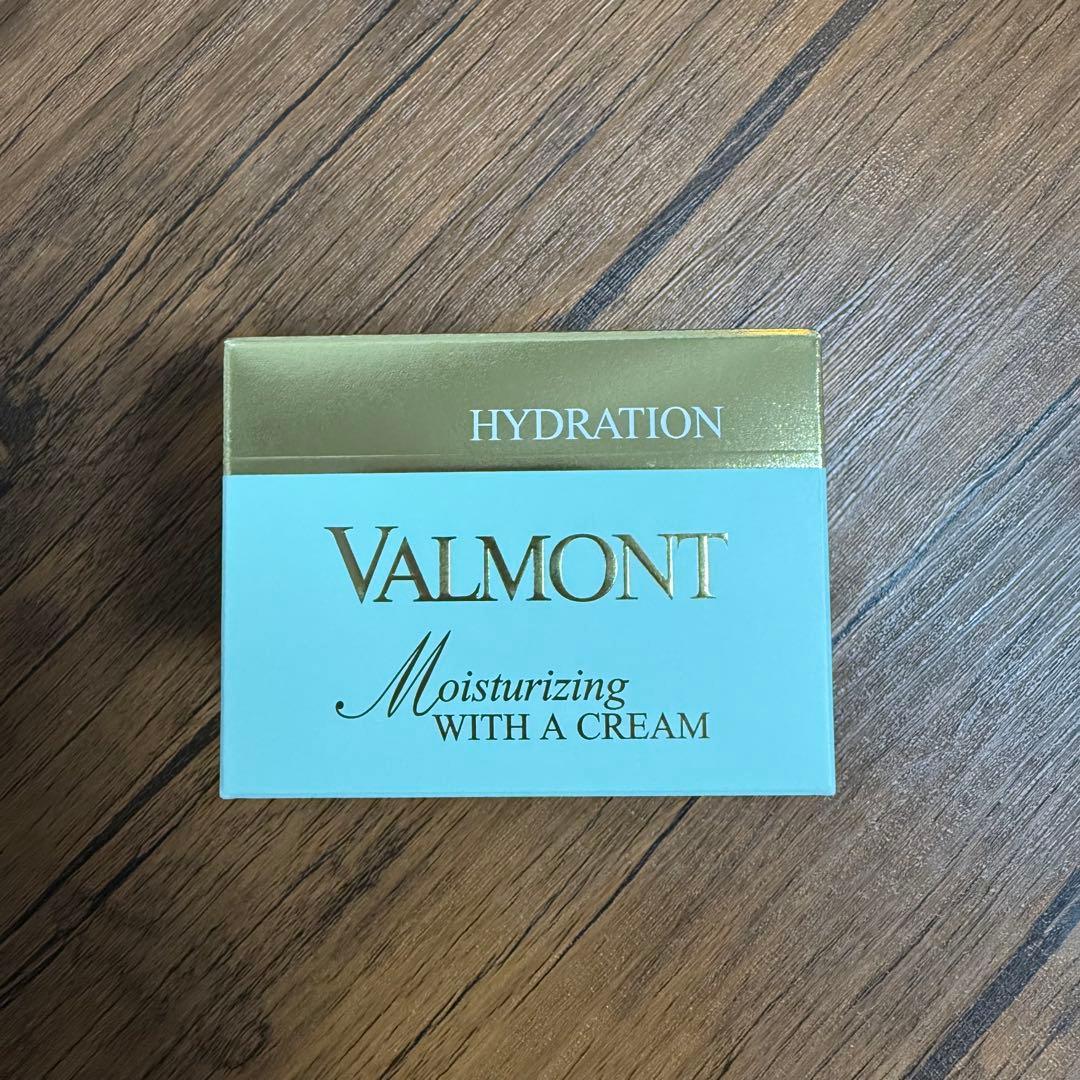 HYDRATION
VALMONT
Moisturizing
WITH A CREAM